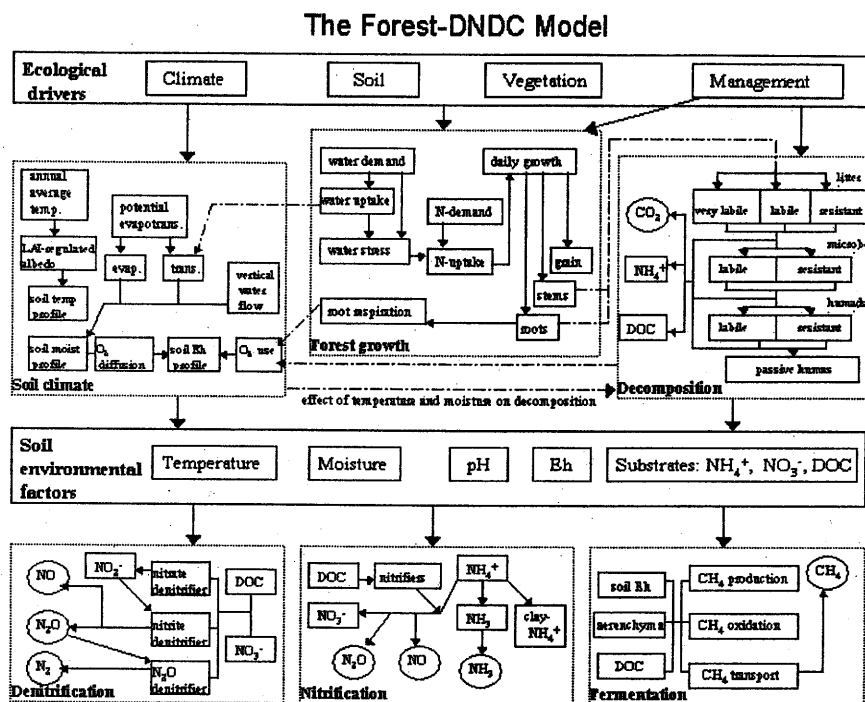 The Forest-DNDC Model
Ecological
drivers
Climate
Soil
Vegetation
Management
annual
average
temp.
potential
evapotrans.
LAI-regulated
albedo
evap.
trans.
vertical
water
flow
soil temp
profile
soil moist
profile
O₂
diffusion
soil Eh
profile
O₂ use
Soil climate
water demand
daily growth
water uptake
N-demand
water stress
N-uptake
grain
stems
root respiration
roots
Forest growth
litter
CO₂
very labile
labile
resistant
microbe
NH₄⁺
labile
resistant
humads
DOC
labile
resistant
passive humus
Decomposition
effect of temperature and moisture on decomposition
Soil
environmental
factors
Temperature
Moisture
pH
Eh
Substrates: NH₄⁺, NO₃⁻, DOC
NO
NO₂⁻
nitrate
denitrifier
DOC
N₂O
nitrite
denitrifier
NO₃⁻
N₂
N₂O
denitrifier
Denitrification
DOC
nitrifiers
NH₄⁺
NO₃⁻
NH₃
clay-
NH₄⁺
N₂O
NO
NH₃
Nitrification
soil Eh
CH₄ production
CH₄
aerenchyma
CH₄ oxidation
DOC
CH₄ transport
Fermentation